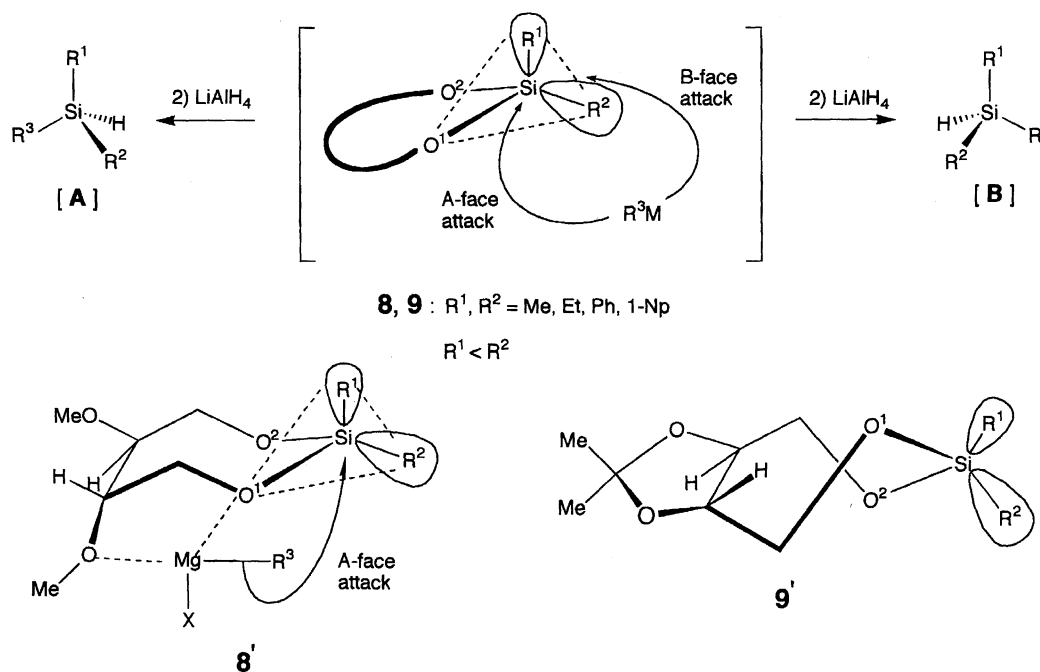 R¹ R¹ R¹
2) LiAlH₄ O² Si B-face attack 2) LiAlH₄
Si H R² H Si
R³ R² O¹ R² R
[A] A-face attack R³M [B]
8, 9 : R¹, R² = Me, Et, Ph, 1-Np
R¹ < R²
R¹
MeO O² Si R² O¹ R¹
H H O¹ Me O H H Si
Me O O² R²
O Mg R³ A-face attack
Me X 9'
8'